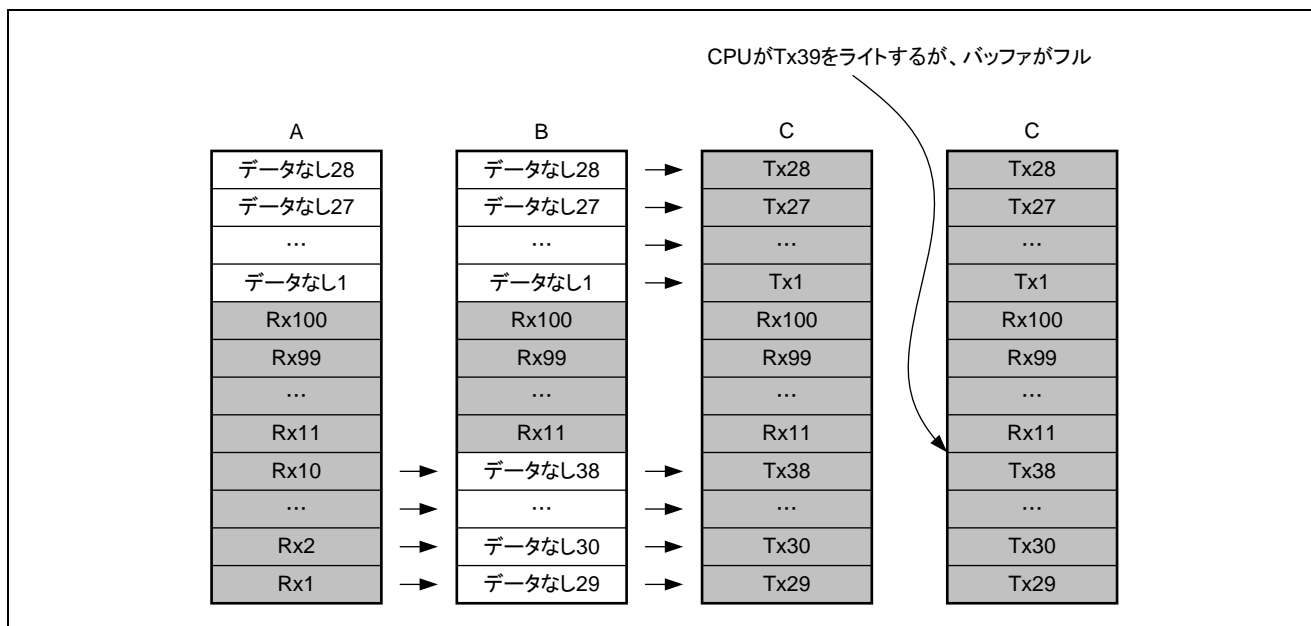 CPUがTx39をライトするが、バッファがフル
A B C C
データなし28 データなし28 Tx28 Tx28
データなし27 データなし27 Tx27 Tx27
… … … …
データなし1 データなし1 Tx1 Tx1
Rx100 Rx100 Rx100 Rx100
Rx99 Rx99 Rx99 Rx99
… … … …
Rx11 Rx11 Rx11 Rx11
Rx10 データなし38 Tx38 Tx38
… … … …
Rx2 データなし30 Tx30 Tx30
Rx1 データなし29 Tx29 Tx29